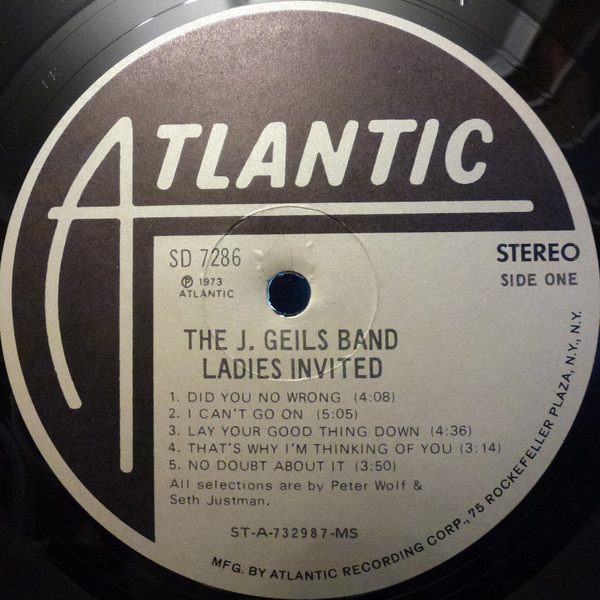 ATLANTIC
SD 7286
STEREO
℗ 1973
ATLANTIC
SIDE ONE
THE J. GEILS BAND
LADIES INVITED
1. DID YOU NO WRONG (4:08)
2. I CAN'T GO ON (5:05)
3. LAY YOUR GOOD THING DOWN (4:36)
4. THAT'S WHY I'M THINKING OF YOU (3:14)
5. NO DOUBT ABOUT IT (3:50)
All selections are by Peter Wolf &
Seth Justman.
ST-A-732987-MS
MFG. BY ATLANTIC RECORDING CORP., 75 ROCKEFELLER PLAZA, N.Y., N.Y.